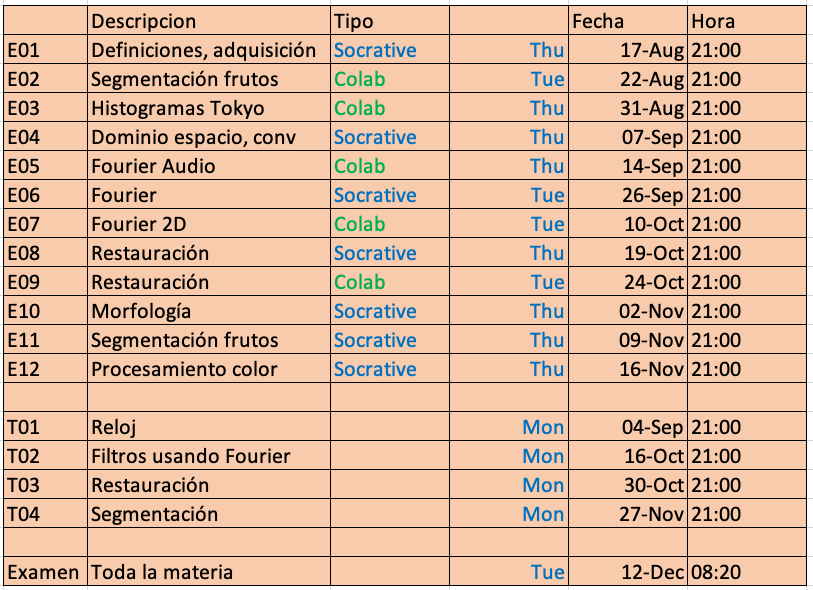 Descripcion Tipo Fecha Hora
E01 Definiciones, adquisición Socrative Thu 17-Aug 21:00
E02 Segmentación frutos Colab Tue 22-Aug 21:00
E03 Histogramas Tokyo Colab Thu 31-Aug 21:00
E04 Dominio espacio, conv Socrative Thu 07-Sep 21:00
E05 Fourier Audio Colab Thu 14-Sep 21:00
E06 Fourier Socrative Tue 26-Sep 21:00
E07 Fourier 2D Colab Tue 10-Oct 21:00
E08 Restauración Socrative Thu 19-Oct 21:00
E09 Restauración Colab Tue 24-Oct 21:00
E10 Morfología Socrative Thu 02-Nov 21:00
E11 Segmentación frutos Socrative Thu 09-Nov 21:00
E12 Procesamiento color Socrative Thu 16-Nov 21:00
T01 Reloj Mon 04-Sep 21:00
T02 Filtros usando Fourier Mon 16-Oct 21:00
T03 Restauración Mon 30-Oct 21:00
T04 Segmentación Mon 27-Nov 21:00
Examen Toda la materia Tue 12-Dec 08:20